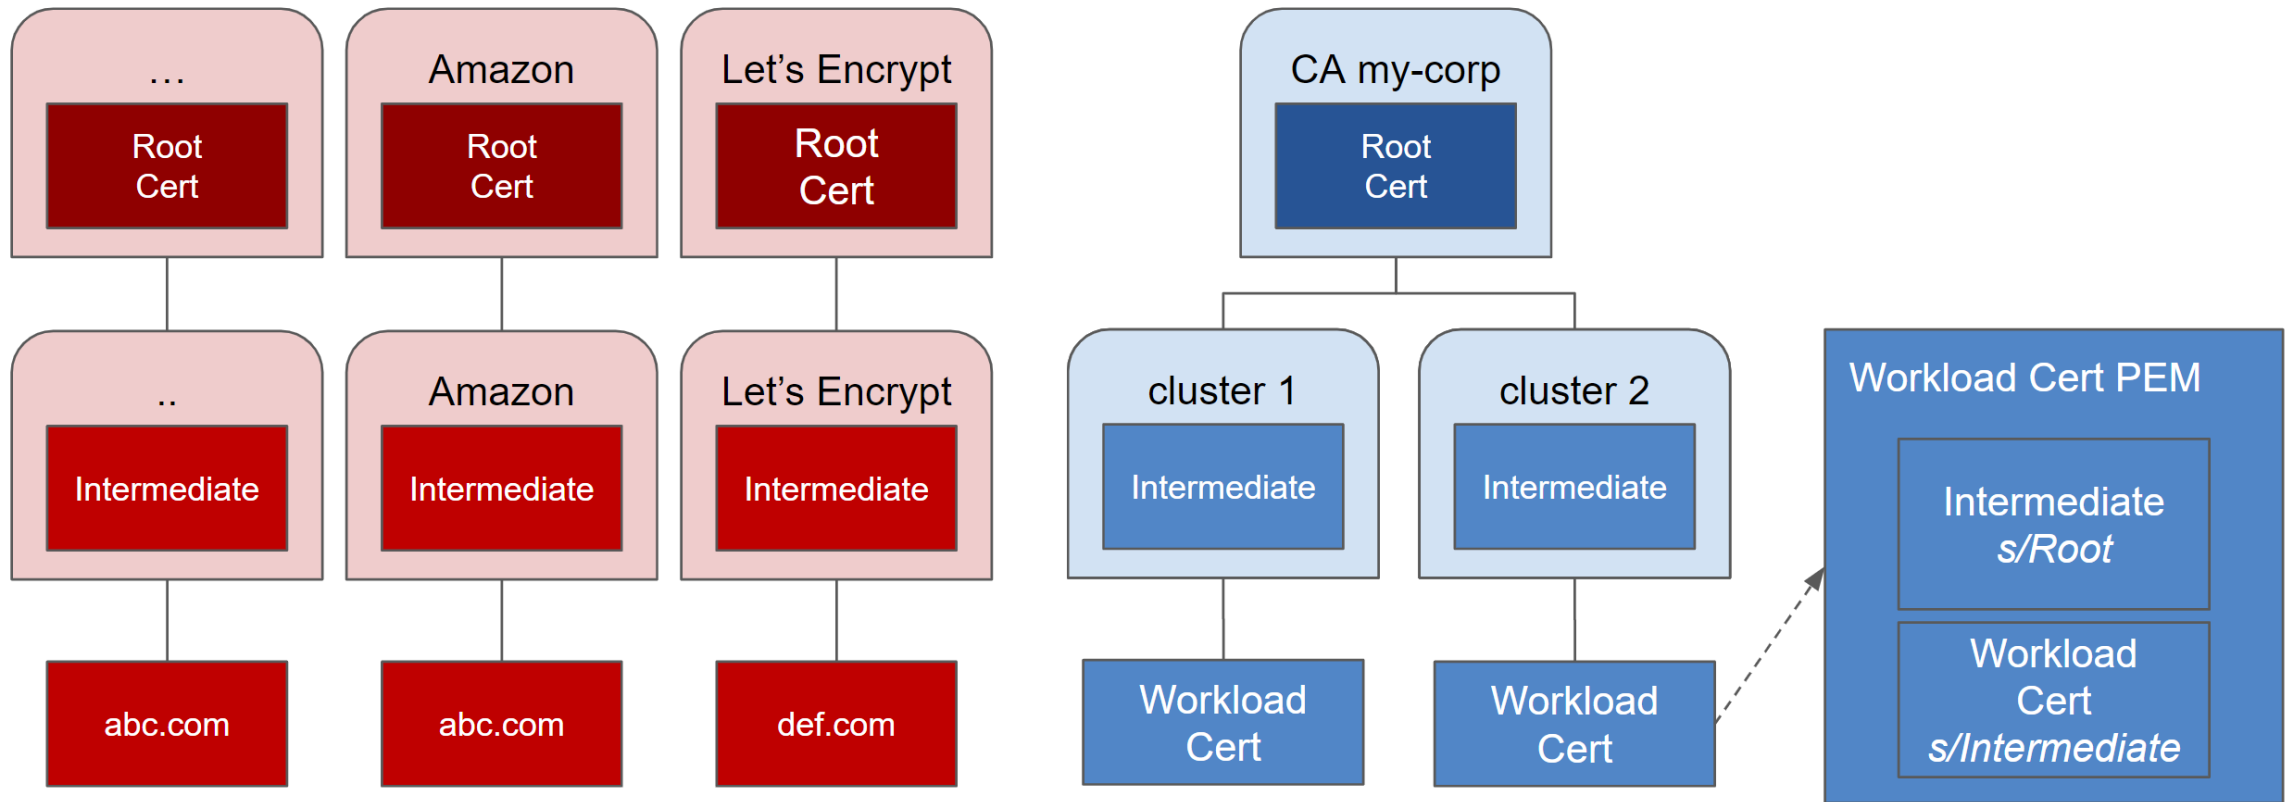 …
Root
Cert
Amazon
Root
Cert
Let’s Encrypt
Root
Cert
CA my-corp
Root
Cert
..
Intermediate
Amazon
Intermediate
Let’s Encrypt
Intermediate
cluster 1
Intermediate
cluster 2
Intermediate
abc.com
abc.com
def.com
Workload
Cert
Workload
Cert
Workload Cert PEM
Intermediate
s/Root
Workload
Cert
s/Intermediate